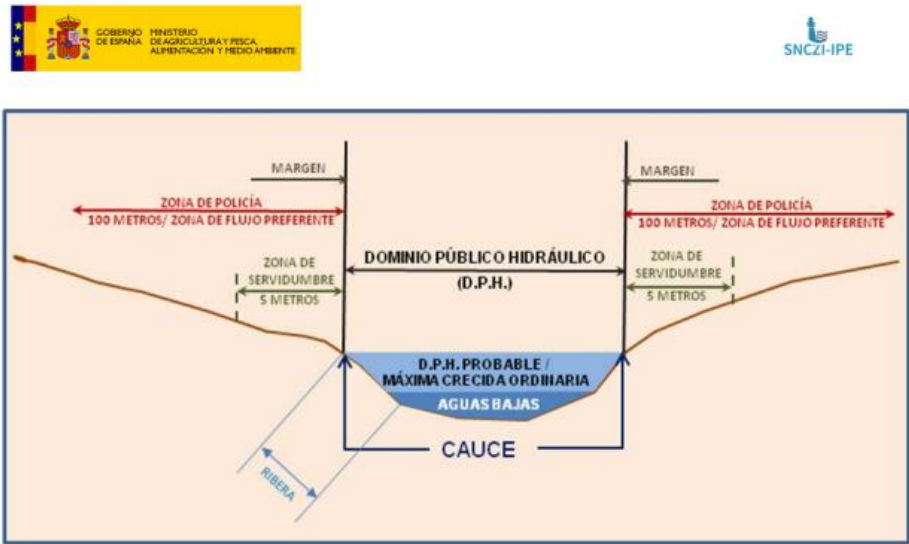 GOBIERNO DE ESPAÑA
MINISTERIO DE AGRICULTURA Y PESCA, ALIMENTACIÓN Y MEDIO AMBIENTE
SNCZI-IPE
MARGEN
MARGEN
ZONA DE POLICÍA
100 METROS/ ZONA DE FLUJO PREFERENTE
ZONA DE POLICÍA
100 METROS/ ZONA DE FLUJO PREFERENTE
ZONA DE
SERVIDUMBRE
5 METROS
DOMINIO PÚBLICO HIDRÁULICO
(D.P.H.)
ZONA DE
SERVIDUMBRE
5 METROS
D.P.H. PROBABLE /
MÁXIMA CRECIDA ORDINARIA
AGUAS BAJAS
CAUCE
RIBERA